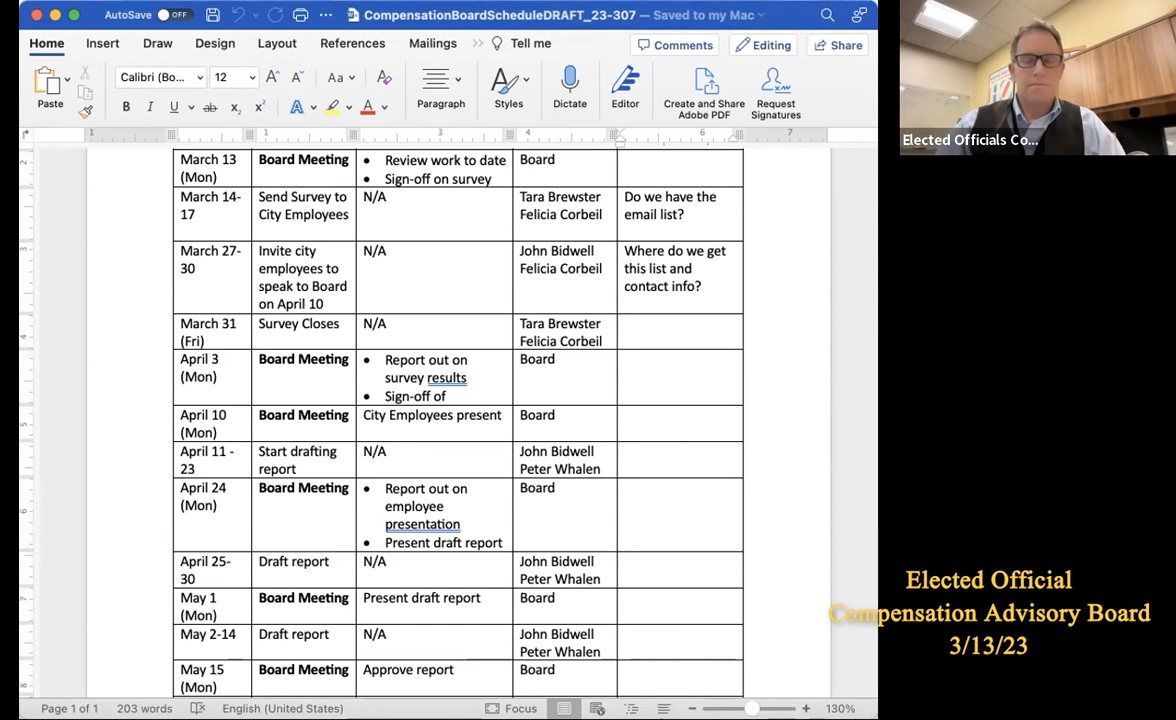 AutoSave OFF
CompensationBoardScheduleDRAFT_23-307 — Saved to my Mac
Home Insert Draw Design Layout References Mailings Tell me
Comments Editing Share
Paste
Calibri (Bo... 12
Paragraph Styles Dictate Editor
Create and Share Adobe PDF
Request Signatures
Elected Officials Co...
March 13 (Mon)
Board Meeting
• Review work to date
• Sign-off on survey
Board
March 14-
17
Send Survey to
City Employees
N/A
Tara Brewster
Felicia Corbeil
Do we have the
email list?
March 27-
30
Invite city
employees to
speak to Board
on April 10
N/A
John Bidwell
Felicia Corbeil
Where do we get
this list and
contact info?
March 31
(Fri)
Survey Closes
N/A
Tara Brewster
Felicia Corbeil
April 3
(Mon)
Board Meeting
• Report out on
survey results
• Sign-off of
Board
April 10
(Mon)
Board Meeting
City Employees present
Board
April 11 -
23
Start drafting
report
N/A
John Bidwell
Peter Whalen
April 24
(Mon)
Board Meeting
• Report out on
employee
presentation
• Present draft report
Board
April 25-
30
Draft report
N/A
John Bidwell
Peter Whalen
May 1
(Mon)
Board Meeting
Present draft report
Board
May 2-14
Draft report
N/A
John Bidwell
Peter Whalen
May 15
(Mon)
Board Meeting
Approve report
Board
Elected Official
Compensation Advisory Board
3/13/23
Page 1 of 1 203 words English (United States) Focus 130%